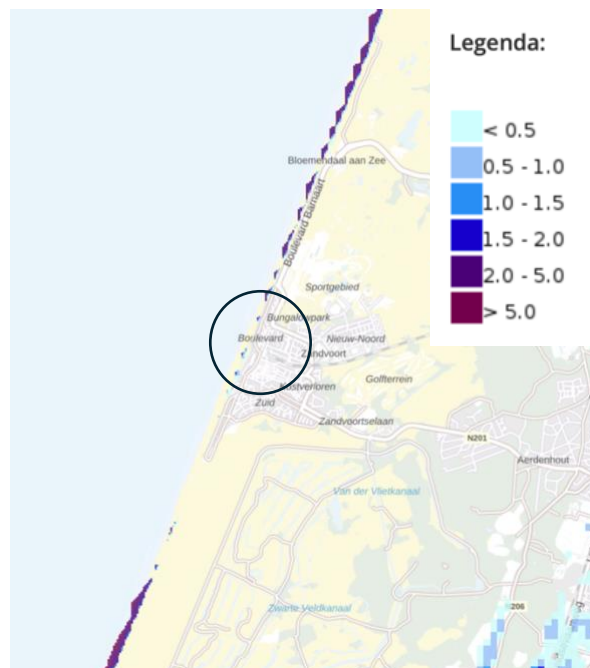 Legenda:
< 0.5
0.5 - 1.0
1.0 - 1.5
1.5 - 2.0
2.0 - 5.0
> 5.0
Bloemendaal aan Zee
Boulevard Barnaart
Sportgebied
Bungalowpark
Boulevard
Nieuw-Noord
Zandvoort
Kostverloren
Golfterrein
Zuid
Zandvoortselaan
N201
Aerdenhout
Van der Vlietkanaal
Zwarte Veldkanaal